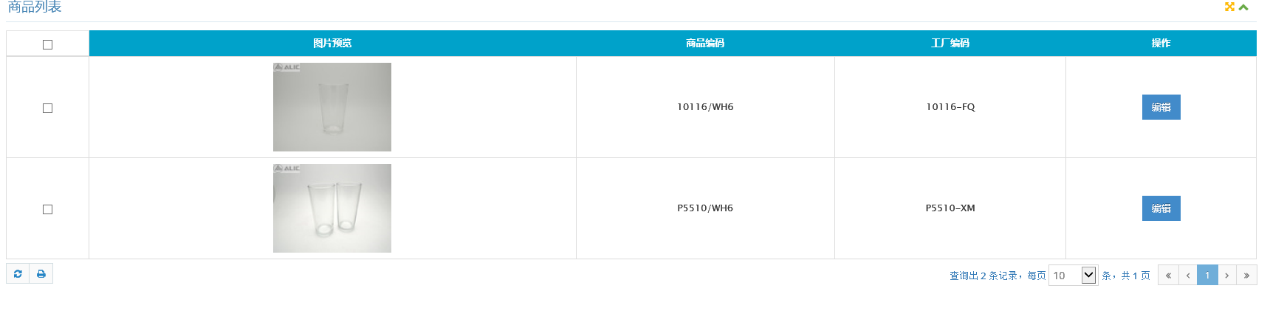 商品列表
图片预览 商品编码 工厂编码 操作
ALIC
10116/WH6 10116-FQ 编辑
ALIC
P5510/WH6 P5510-XM 编辑
查询出 2 条记录，每页 10 条，共 1 页 « ‹ 1 › »